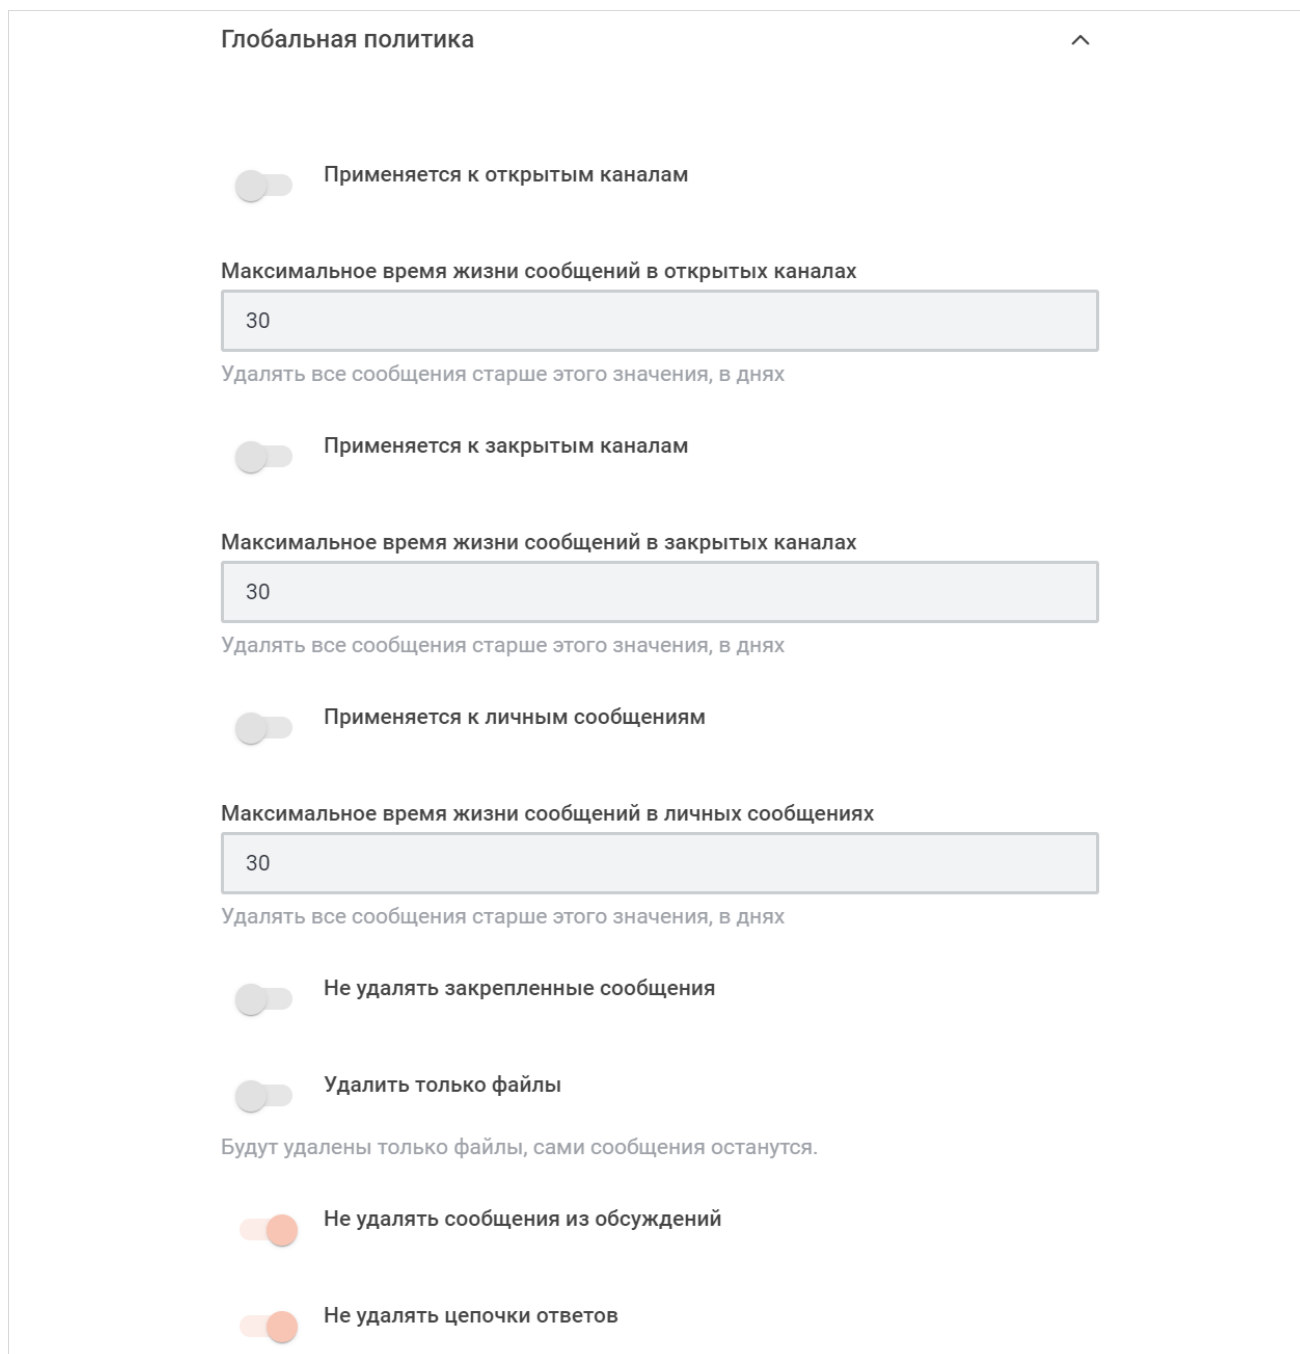 Глобальная политика
Применяется к открытым каналам
Максимальное время жизни сообщений в открытых каналах
30
Удалять все сообщения старше этого значения, в днях
Применяется к закрытым каналам
Максимальное время жизни сообщений в закрытых каналах
30
Удалять все сообщения старше этого значения, в днях
Применяется к личным сообщениям
Максимальное время жизни сообщений в личных сообщениях
30
Удалять все сообщения старше этого значения, в днях
Не удалять закрепленные сообщения
Удалить только файлы
Будут удалены только файлы, сами сообщения останутся.
Не удалять сообщения из обсуждений
Не удалять цепочки ответов